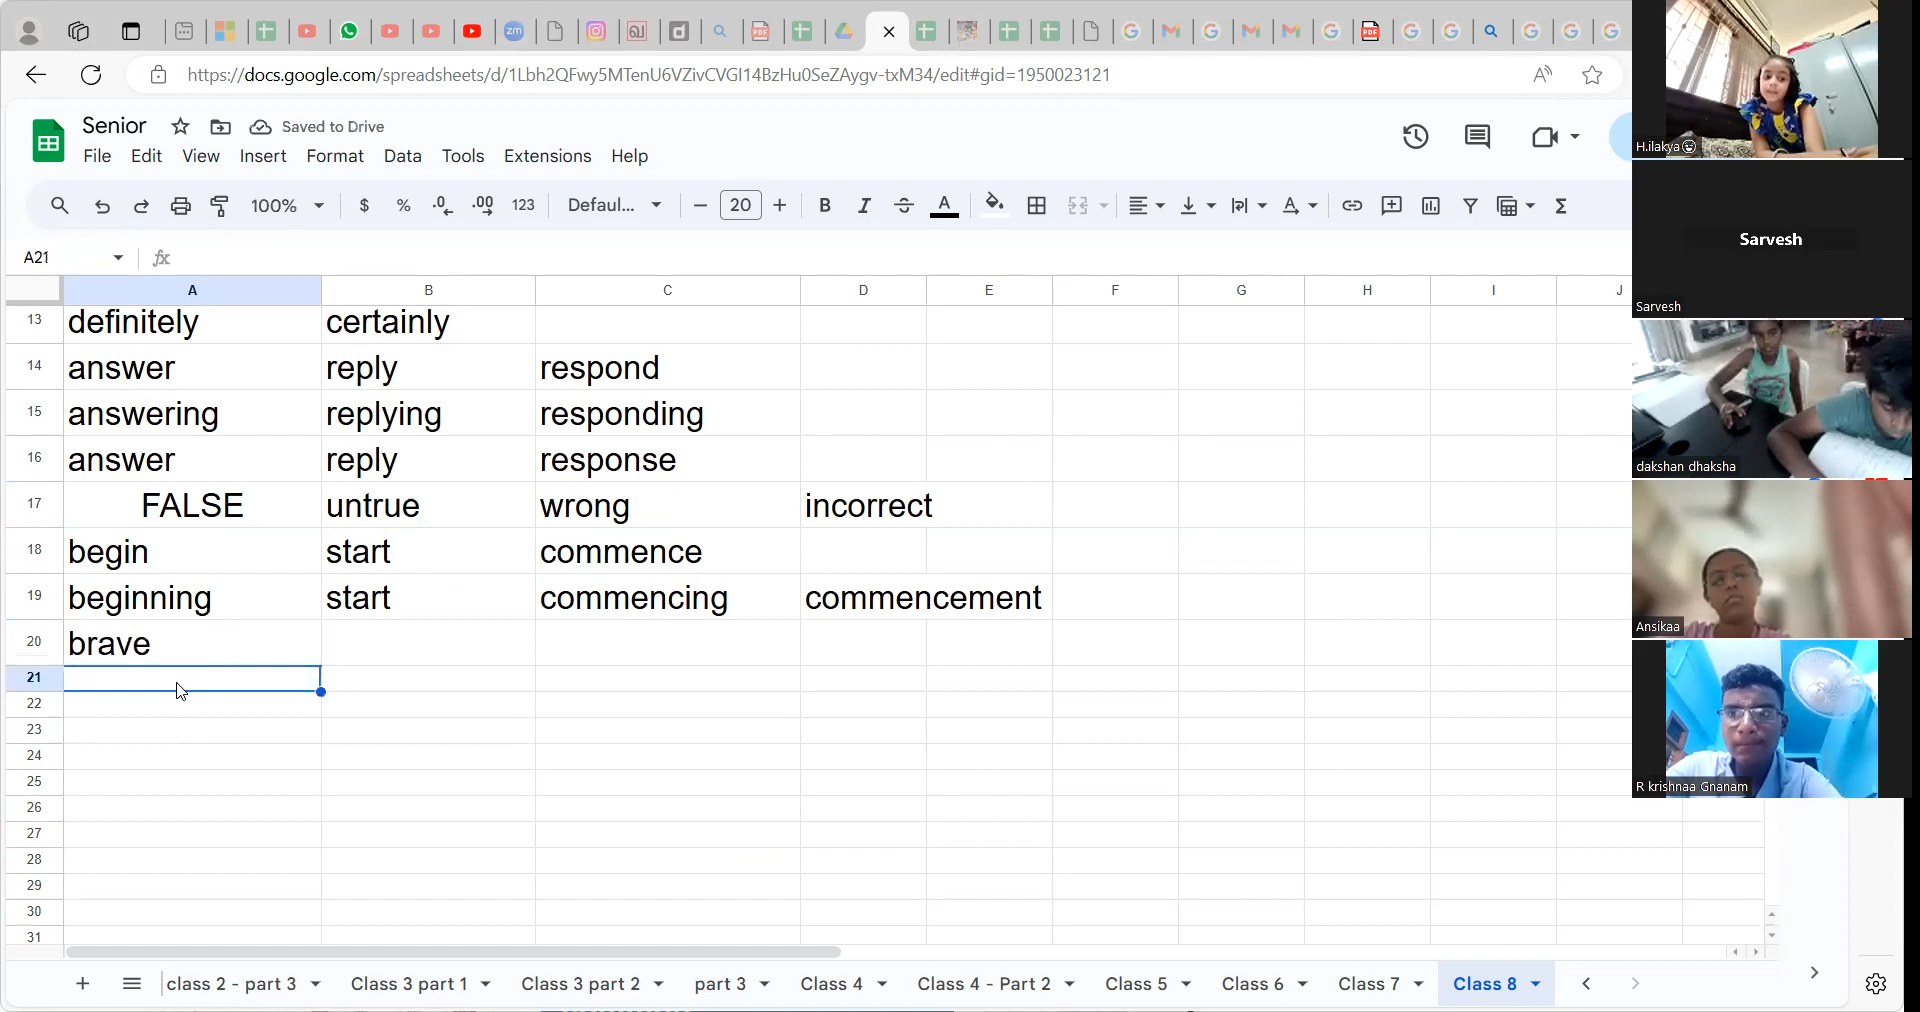 https://docs.google.com/spreadsheets/d/1Lbh2QFwy5MTenU6VZivCVGI14BzHu0SeZAygv-txM34/edit#gid=1950023121
Senior
Saved to Drive
File Edit View Insert Format Data Tools Extensions Help
100% $ % .0 .00 123 Defaul... 20 B I A
A21 fx
A B C D E F G H I J
13 definitely certainly
14 answer reply respond
15 answering replying responding
16 answer reply response
17 FALSE untrue wrong incorrect
18 begin start commence
19 beginning start commencing commencement
20 brave
21
22
23
24
25
26
27
28
29
30
31
class 2 - part 3 Class 3 part 1 Class 3 part 2 part 3 Class 4 Class 4 - Part 2 Class 5 Class 6 Class 7 Class 8
H.ilakya
Sarvesh
Sarvesh
dakshan dhaksha
Ansikaa
R krishnaa Gnanam